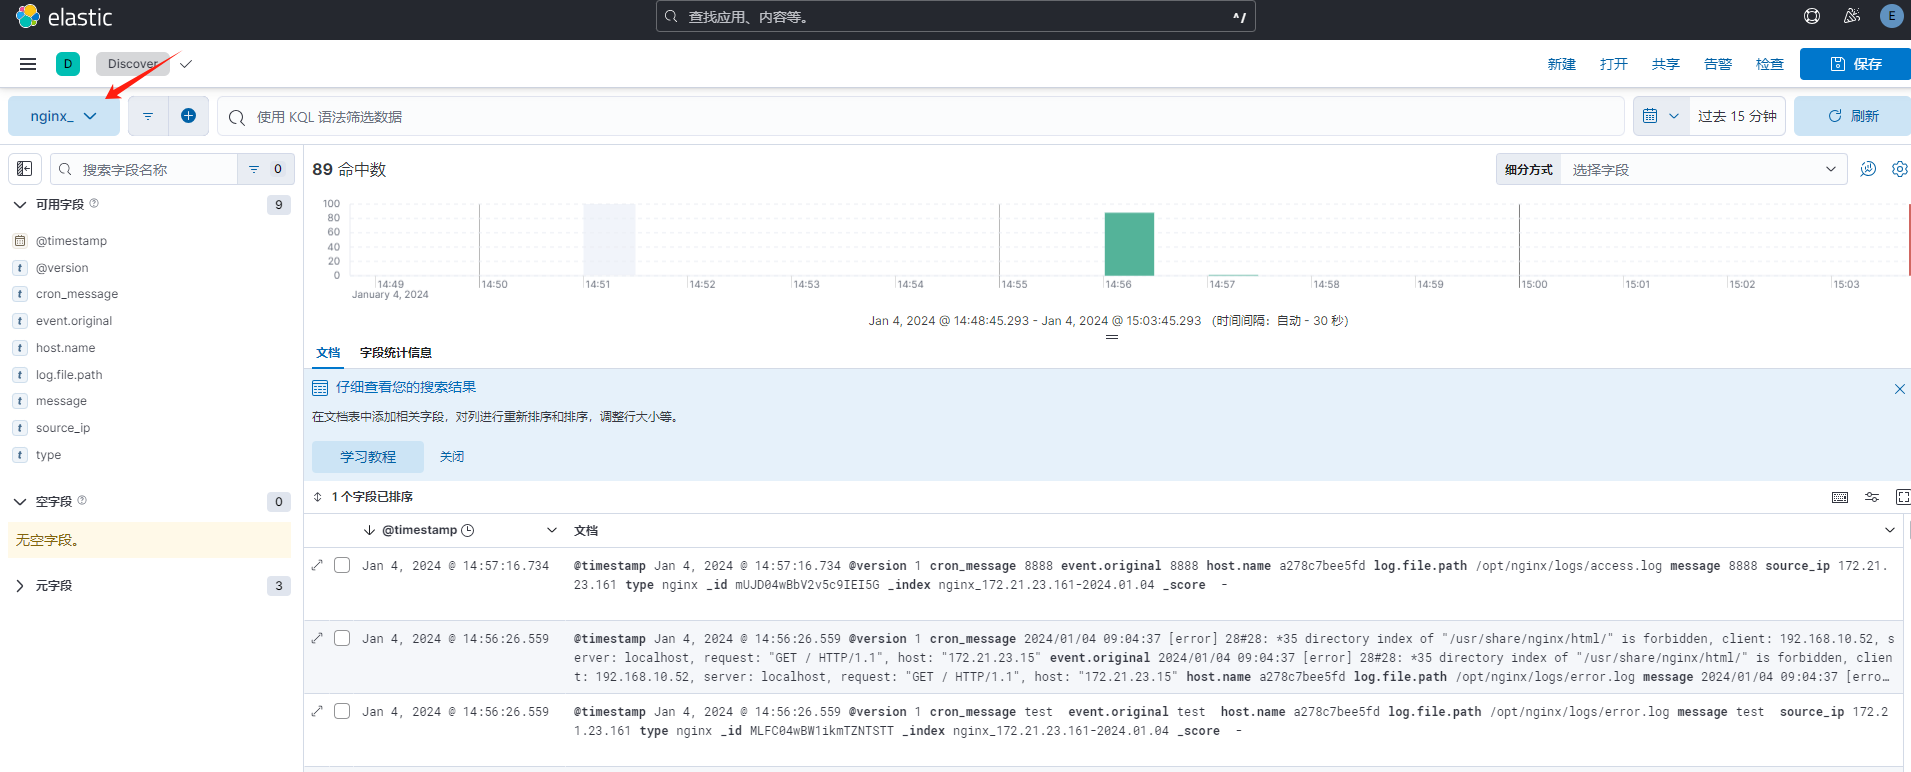 elastic
查找应用、内容等。
^/
E
D
Discover
新建
打开
共享
告警
检查
保存
nginx_
使用 KQL 语法筛选数据
过去 15 分钟
刷新
搜索字段名称
0
89 命中数
细分方式
选择字段
可用字段
9
100
80
60
40
20
0
14:49
14:50
14:51
14:52
14:53
14:54
14:55
14:56
14:57
14:58
14:59
15:00
15:01
15:02
15:03
January 4, 2024
Jan 4, 2024 @ 14:48:45.293 - Jan 4, 2024 @ 15:03:45.293 (时间间隔：自动 - 30 秒)
@timestamp
t @version
t cron_message
t event.original
t host.name
t log.file.path
t message
t source_ip
t type
空字段
0
无空字段。
元字段
3
文档
字段统计信息
仔细查看您的搜索结果
在文档表中添加相关字段，对列进行重新排序和排序，调整行大小等。
学习教程
关闭
1 个字段已排序
@timestamp
文档
Jan 4, 2024 @ 14:57:16.734
@timestamp Jan 4, 2024 @ 14:57:16.734 @version 1 cron_message 8888 event.original 8888 host.name a278c7bee5fd log.file.path /opt/nginx/logs/access.log message 8888 source_ip 172.21.
23.161 type nginx _id mUJD04wBbV2v5c9IEI5G _index nginx_172.21.23.161-2024.01.04 _score -
Jan 4, 2024 @ 14:56:26.559
@timestamp Jan 4, 2024 @ 14:56:26.559 @version 1 cron_message 2024/01/04 09:04:37 [error] 28#28: *35 directory index of "/usr/share/nginx/html/" is forbidden, client: 192.168.10.52, s
erver: localhost, request: "GET / HTTP/1.1", host: "172.21.23.15" event.original 2024/01/04 09:04:37 [error] 28#28: *35 directory index of "/usr/share/nginx/html/" is forbidden, clien
t: 192.168.10.52, server: localhost, request: "GET / HTTP/1.1", host: "172.21.23.15" host.name a278c7bee5fd log.file.path /opt/nginx/logs/error.log message 2024/01/04 09:04:37 [erro…
Jan 4, 2024 @ 14:56:26.559
@timestamp Jan 4, 2024 @ 14:56:26.559 @version 1 cron_message test event.original test host.name a278c7bee5fd log.file.path /opt/nginx/logs/error.log message test source_ip 172.2
1.23.161 type nginx _id MLFC04wBW1ikmTZNTSTT _index nginx_172.21.23.161-2024.01.04 _score -